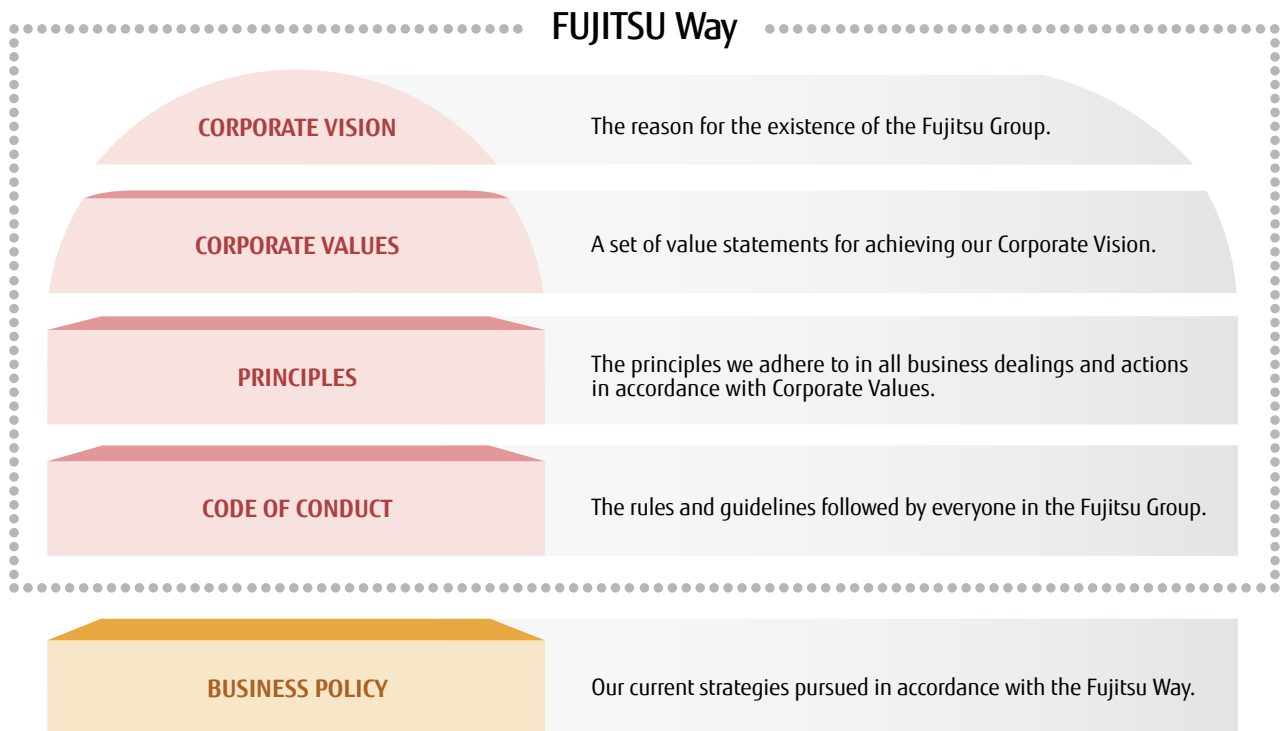 FUJITSU Way
CORPORATE VISION
The reason for the existence of the Fujitsu Group.
CORPORATE VALUES
A set of value statements for achieving our Corporate Vision.
PRINCIPLES
The principles we adhere to in all business dealings and actions
in accordance with Corporate Values.
CODE OF CONDUCT
The rules and guidelines followed by everyone in the Fujitsu Group.
BUSINESS POLICY
Our current strategies pursued in accordance with the Fujitsu Way.